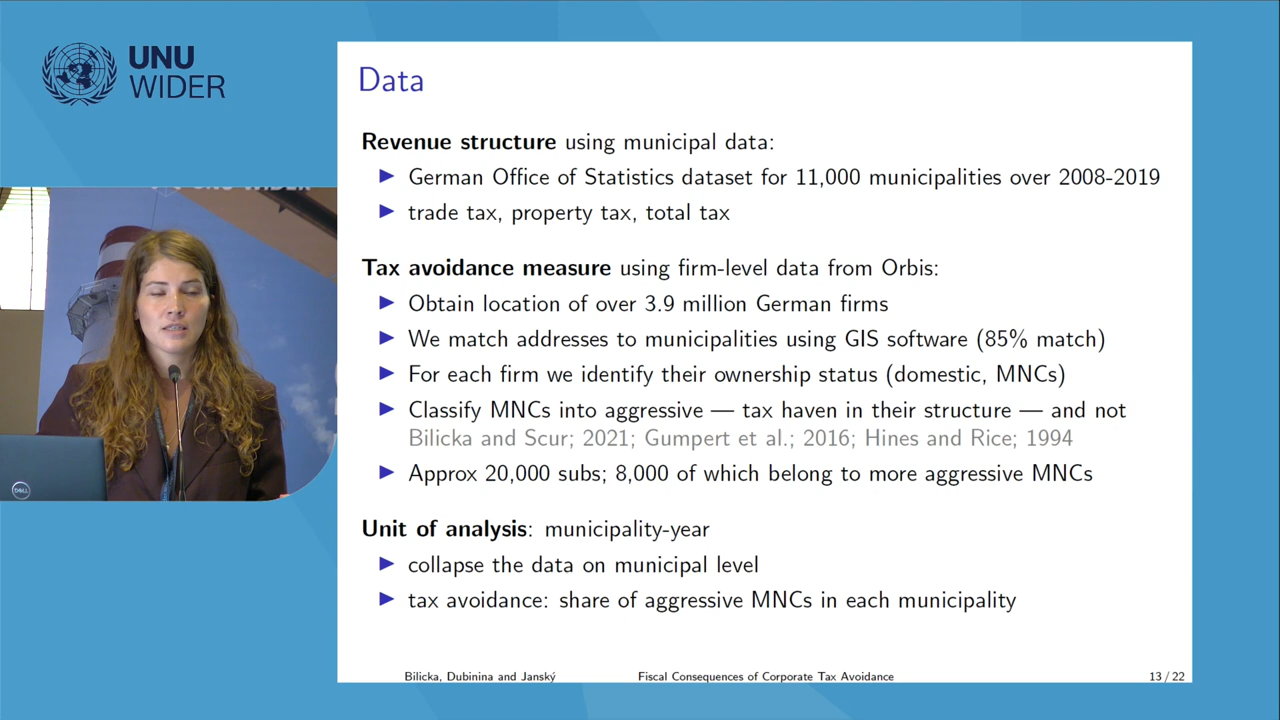 UNU
WIDER
Data
Revenue structure using municipal data:
▶ German Office of Statistics dataset for 11,000 municipalities over 2008-2019
▶ trade tax, property tax, total tax
Tax avoidance measure using firm-level data from Orbis:
▶ Obtain location of over 3.9 million German firms
▶ We match addresses to municipalities using GIS software (85% match)
▶ For each firm we identify their ownership status (domestic, MNCs)
▶ Classify MNCs into aggressive — tax haven in their structure — and not
Bilicka and Scur; 2021; Gumpert et al.; 2016; Hines and Rice; 1994
▶ Approx 20,000 subs; 8,000 of which belong to more aggressive MNCs
Unit of analysis: municipality-year
▶ collapse the data on municipal level
▶ tax avoidance: share of aggressive MNCs in each municipality
Bilicka, Dubinina and Janský Fiscal Consequences of Corporate Tax Avoidance 13 / 22
DELL